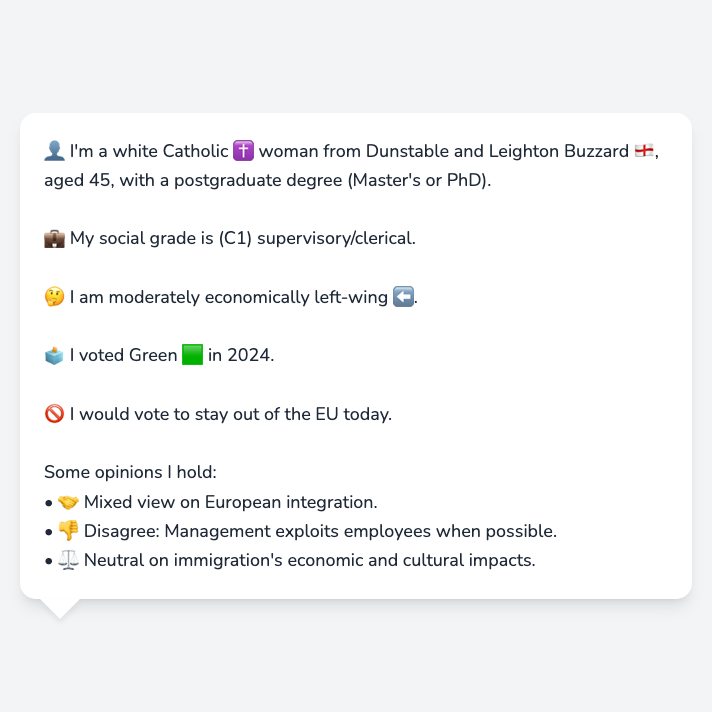 👤 I'm a white Catholic ✝️ woman from Dunstable and Leighton Buzzard 🏴󠁧󠁢󠁥󠁮󠁧󠁿,
aged 45, with a postgraduate degree (Master's or PhD).
💼 My social grade is (C1) supervisory/clerical.
🤔 I am moderately economically left-wing ⬅️.
🗳️ I voted Green 🟩 in 2024.
🚫 I would vote to stay out of the EU today.
Some opinions I hold:
• 🤝 Mixed view on European integration.
• 👎 Disagree: Management exploits employees when possible.
• ⚖️ Neutral on immigration's economic and cultural impacts.